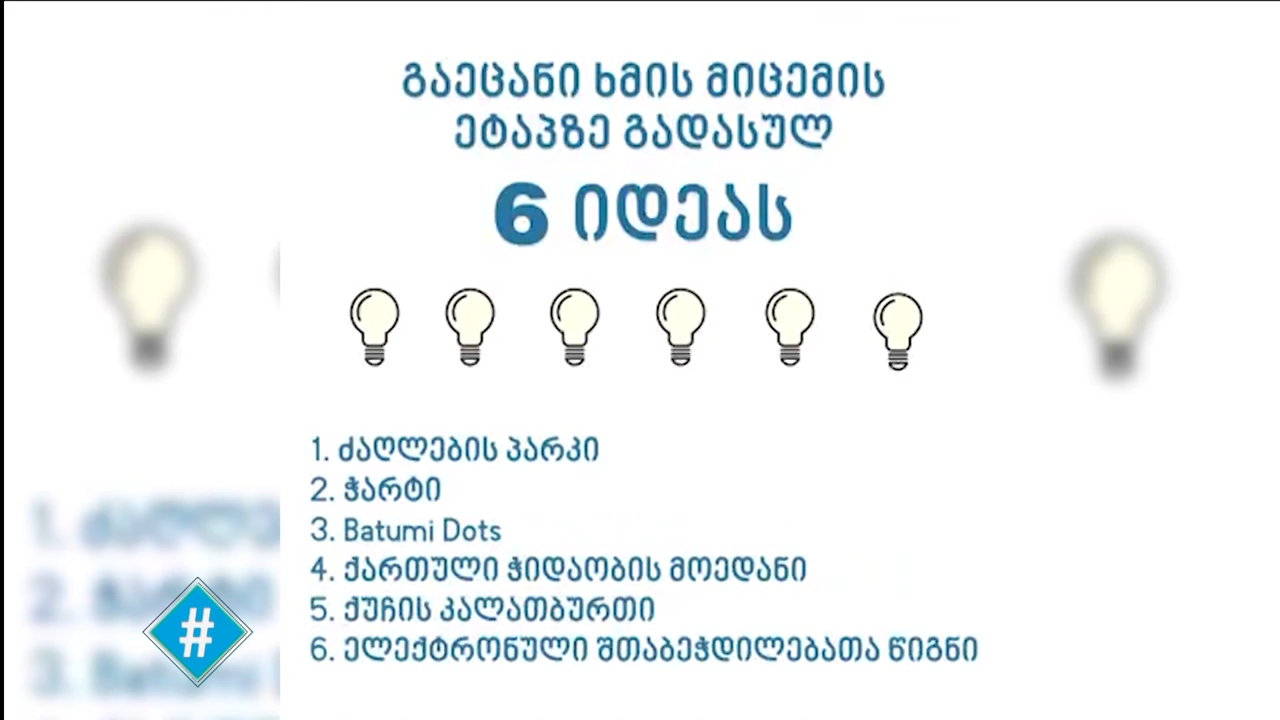 გაეცანი ხმის მიცემის
ეტაპზე გადასულ
6 იდეას
1. ძაღლების პარკი
2. ჭარტი
3. Batumi Dots
4. ქართული ჭიდაობის მოედანი
5. ქუჩის კალათბურთი
6. ელექტრონული შთაბეჭდილებათა წიგნი
#